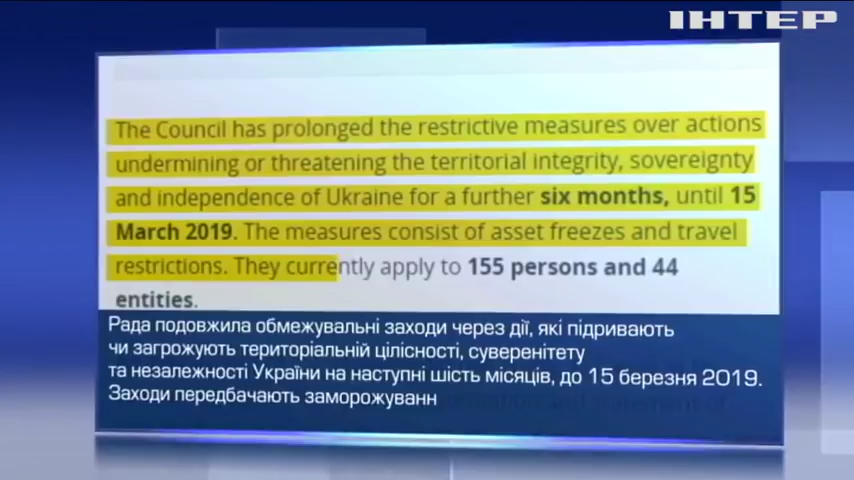 ІНТЕР
The Council has prolonged the restrictive measures over actions
undermining or threatening the territorial integrity, sovereignty
and independence of Ukraine for a further six months, until 15
March 2019. The measures consist of asset freezes and travel
restrictions. They currently apply to 155 persons and 44
entities.
Рада подовжила обмежувальні заходи через дії, які підривають
чи загрожують територіальній цілісності, суверенітету
та незалежності України на наступні шість місяців, до 15 березня 2019.
Заходи передбачають заморожуванн